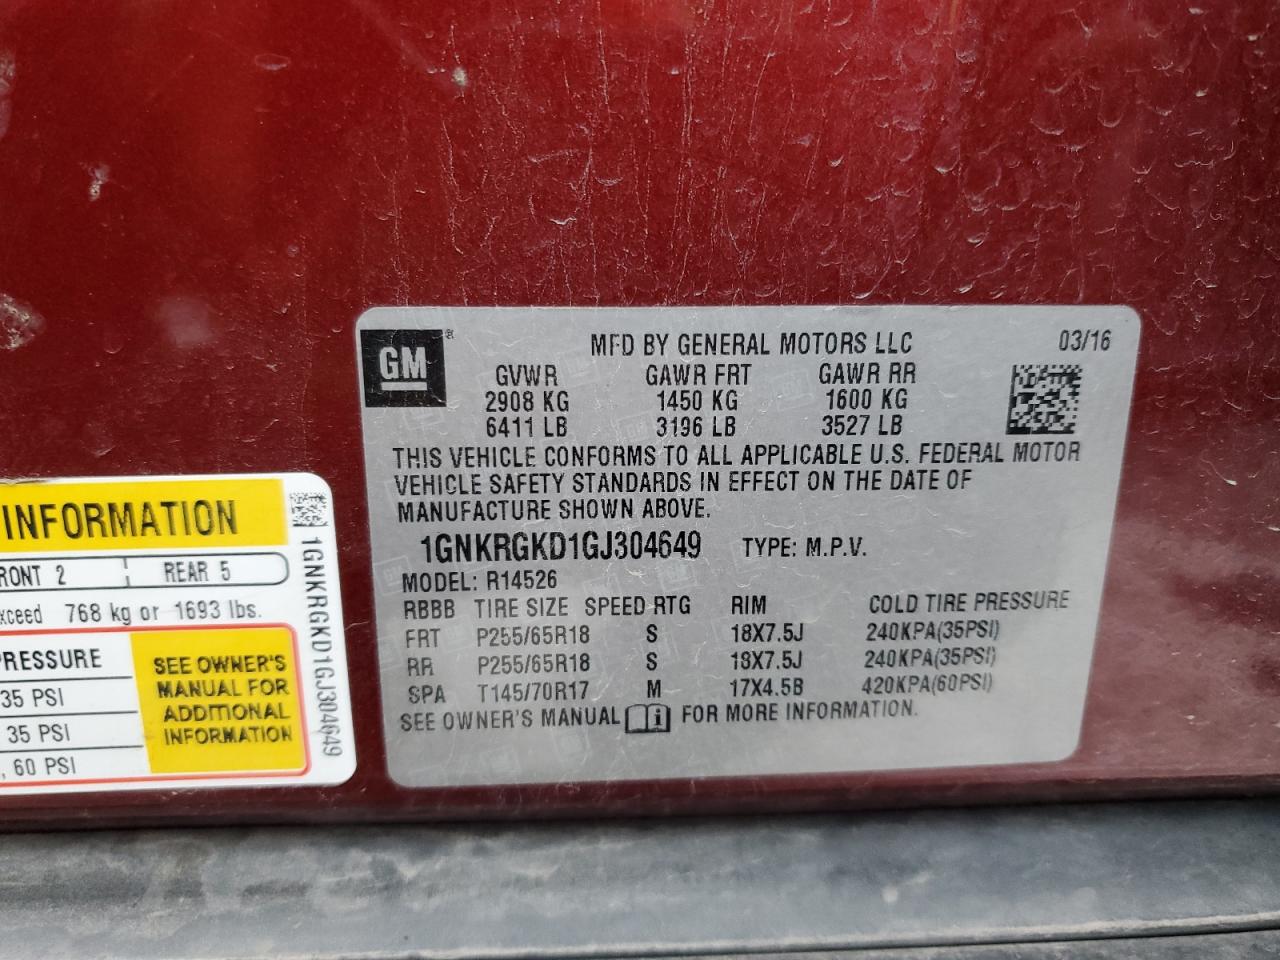 GM
®
MFD BY GENERAL MOTORS LLC 03/16
GVWR GAWR FRT GAWR RR
2908 KG 1450 KG 1600 KG
6411 LB 3196 LB 3527 LB
THIS VEHICLE CONFORMS TO ALL APPLICABLE U.S. FEDERAL MOTOR
VEHICLE SAFETY STANDARDS IN EFFECT ON THE DATE OF
MANUFACTURE SHOWN ABOVE.
1GNKRGKD1GJ304649 TYPE: M.P.V.
MODEL: R14526
RBBB TIRE SIZE SPEED RTG RIM COLD TIRE PRESSURE
FRT P255/65R18 S 18X7.5J 240KPA(35PSI)
RR P255/65R18 S 18X7.5J 240KPA(35PSI)
SPA T145/70R17 M 17X4.5B 420KPA(60PSI)
SEE OWNER'S MANUAL FOR MORE INFORMATION.
INFORMATION
RONT 2 REAR 5
xceed 768 kg or 1693 lbs.
PRESSURE
35 PSI
35 PSI
, 60 PSI
SEE OWNER'S
MANUAL FOR
ADDITIONAL
INFORMATION
1GNKRGKD1GJ304649